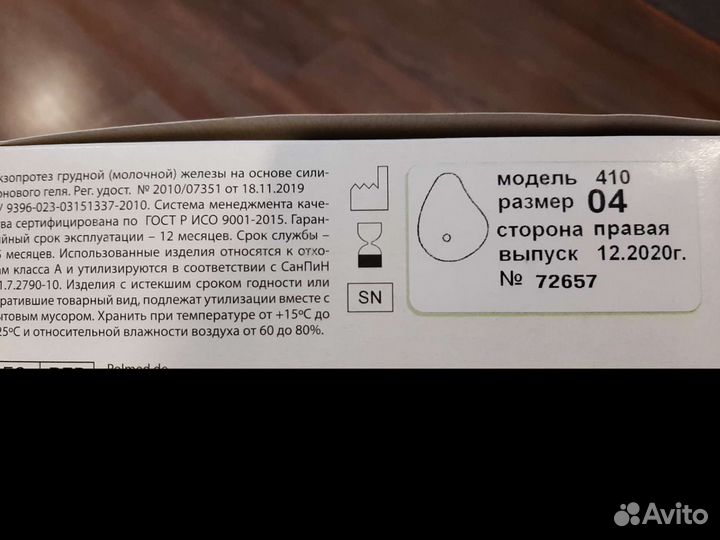 кзопротез грудной (молочной) железы на основе сили-
онового геля. Рег. удост. № 2010/07351 от 18.11.2019
/ 9396-023-03151337-2010. Система менеджмента каче-
ва сертифицирована по ГОСТ Р ИСО 9001-2015. Гаран-
ийный срок эксплуатации – 12 месяцев. Срок службы –
5 месяцев. Использованные изделия относятся к отхо-
ам класса А и утилизируются в соответствии с СанПиН
1.7.2790-10. Изделия с истекшим сроком годности или
ратившие товарный вид, подлежат утилизации вместе с
ытовым мусором. Хранить при температуре от +15ºС до
25ºС и относительной влажности воздуха от 60 до 80%.
SN
модель 410
размер 04
сторона правая
выпуск 12.2020г.
№ 72657
Avito